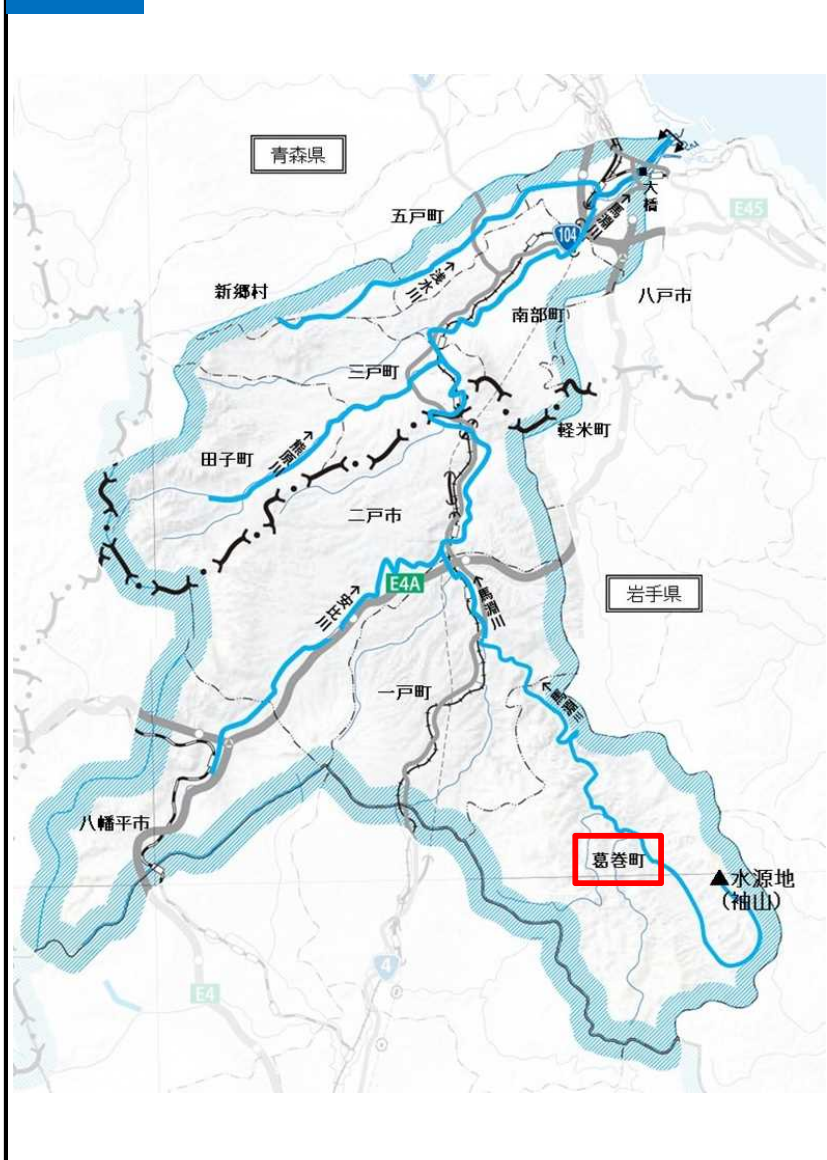 青森県
大橋
五戸町
E45
104
↑馬淵川
↑浅水川
新郷村
八戸市
南部町
三戸町
軽米町
↑熊原川
田子町
二戸市
E4A
岩手県
↑安比川
↑馬淵川
一戸町
↑馬淵川
八幡平市
葛巻町
▲水源地
(袖山)
4
E4